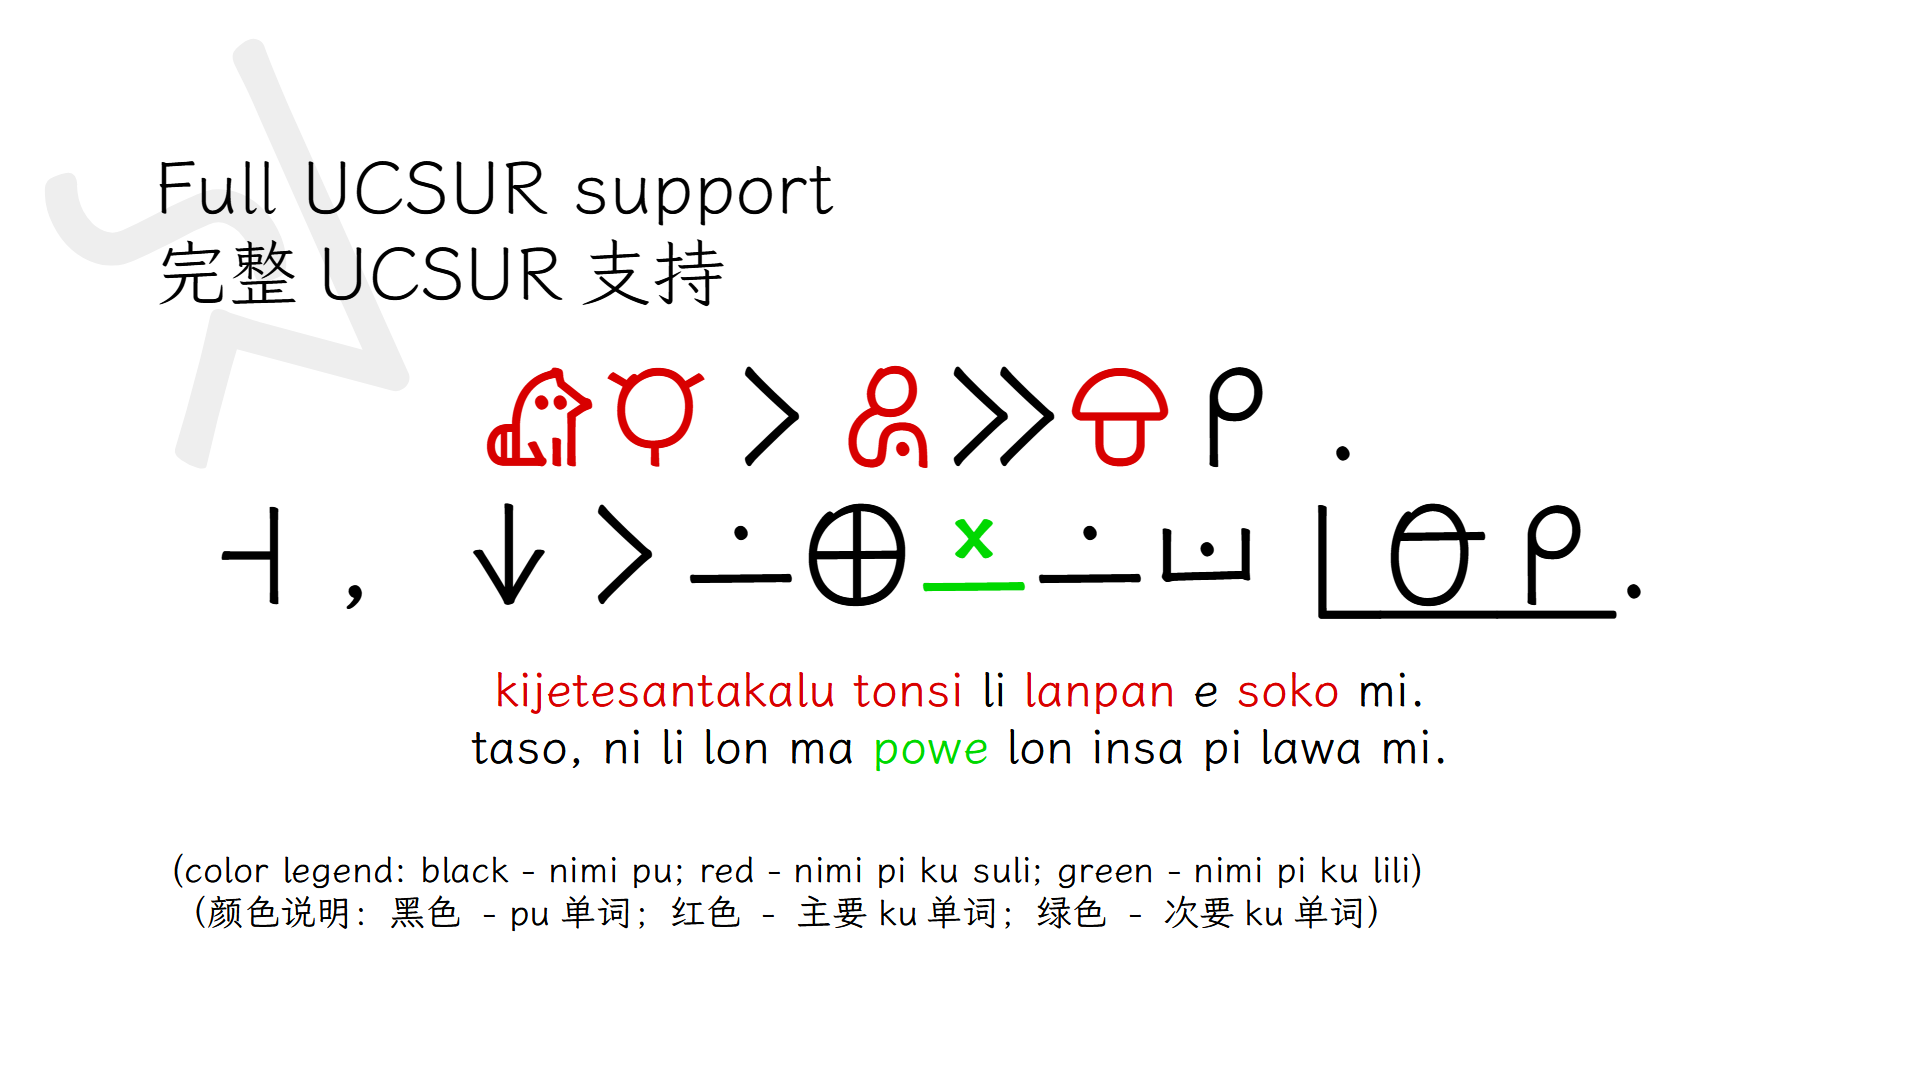 Full UCSUR support
完整 UCSUR 支持
kijetesantakalu tonsi li lanpan e soko mi.
taso, ni li lon ma powe lon insa pi lawa mi.
(color legend: black - nimi pu; red - nimi pi ku suli; green - nimi pi ku lili)
(颜色说明：黑色 - pu 单词；红色 - 主要 ku 单词；绿色 - 次要 ku 单词)